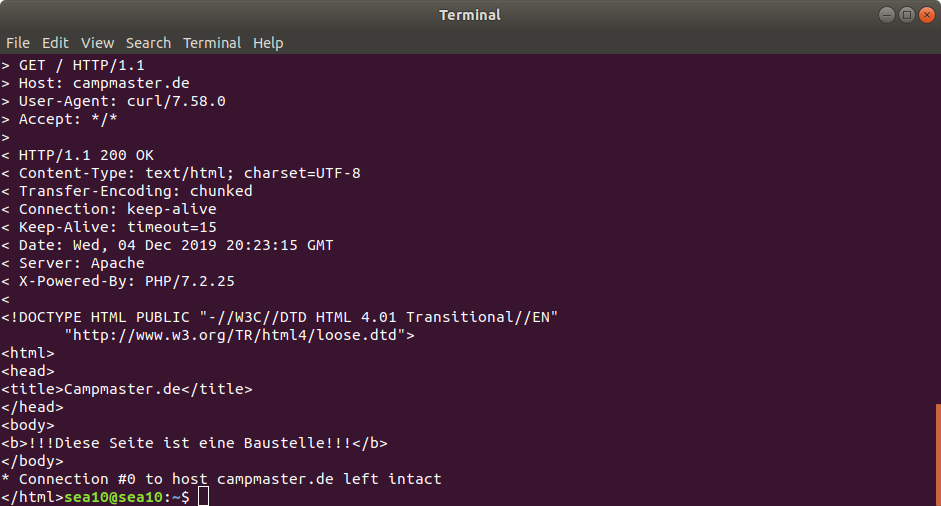 Terminal
File Edit View Search Terminal Help
> GET / HTTP/1.1
> Host: campmaster.de
> User-Agent: curl/7.58.0
> Accept: */*
>
< HTTP/1.1 200 OK
< Content-Type: text/html; charset=UTF-8
< Transfer-Encoding: chunked
< Connection: keep-alive
< Keep-Alive: timeout=15
< Date: Wed, 04 Dec 2019 20:23:15 GMT
< Server: Apache
< X-Powered-By: PHP/7.2.25
<
<!DOCTYPE HTML PUBLIC "-//W3C//DTD HTML 4.01 Transitional//EN"
       "http://www.w3.org/TR/html4/loose.dtd">
<html>
<head>
<title>Campmaster.de</title>
</head>
<body>
<b>!!!Diese Seite ist eine Baustelle!!!</b>
</body>
* Connection #0 to host campmaster.de left intact
</html>sea10@sea10:~$